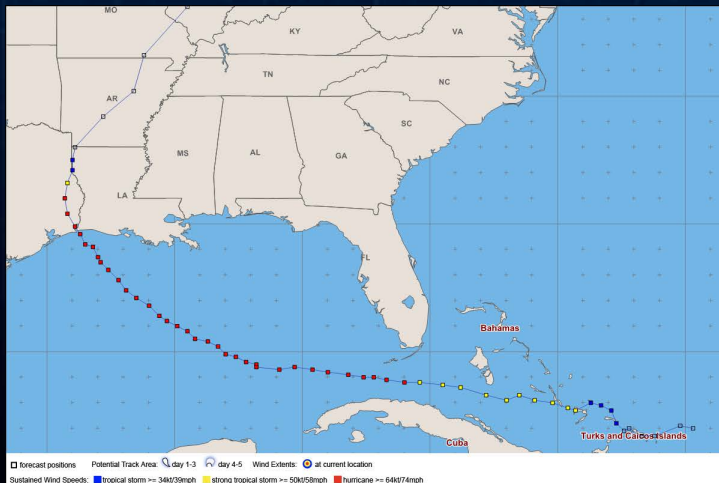 MO
KY
VA
TN
NC
AR
SC
MS
AL
GA
LA
FL
Bahamas
Turks and Caicos Islands
Cuba
forecast positions Potential Track Area: day 1-3 day 4-5 Wind Extents: at current location
Sustained Wind Speeds: tropical storm >= 34kt/39mph strong tropical storm >= 50kt/58mph hurricane >= 64kt/74mph